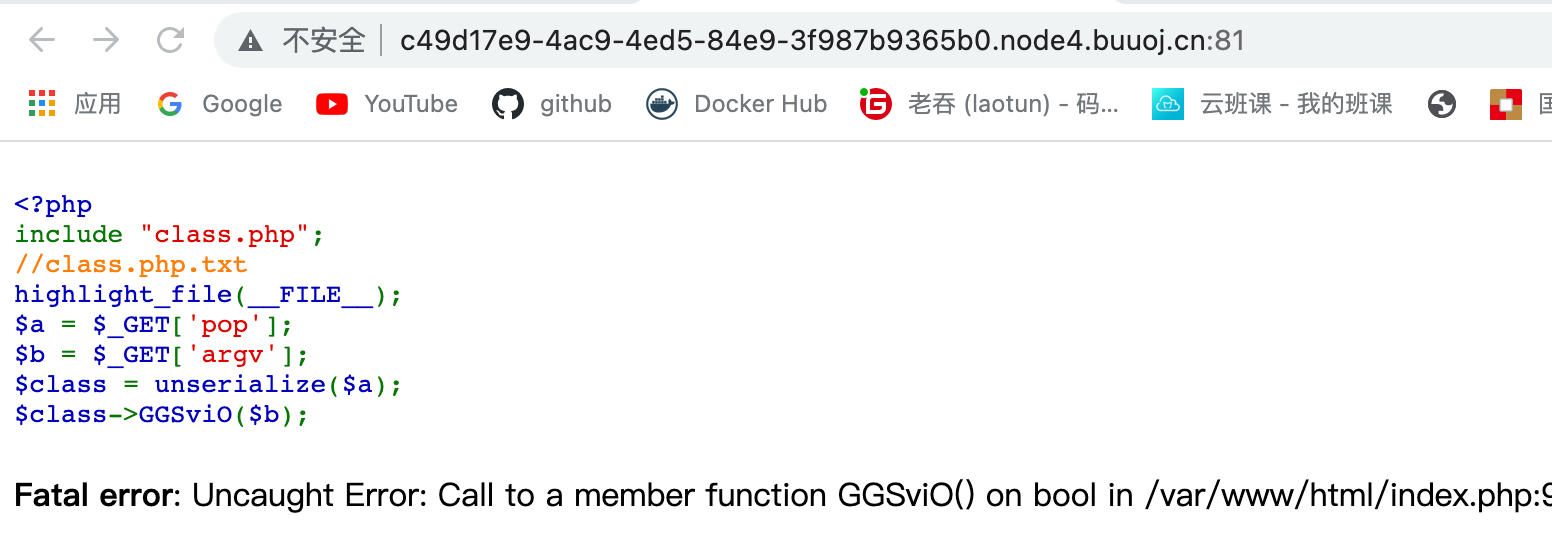 不安全 c49d17e9-4ac9-4ed5-84e9-3f987b9365b0.node4.buuoj.cn:81
应用 Google YouTube github Docker Hub 老吞 (laotun) - 码... 云班课 - 我的班课
<?php
include "class.php";
//class.php.txt
highlight_file(__FILE__);
$a = $_GET['pop'];
$b = $_GET['argv'];
$class = unserialize($a);
$class->GGSviO($b);
Fatal error: Uncaught Error: Call to a member function GGSviO() on bool in /var/www/html/index.php:9